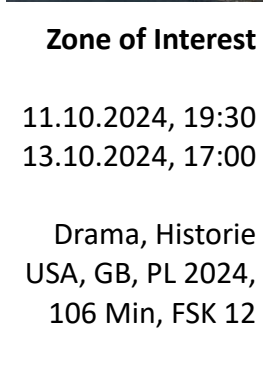 Zone of Interest
11.10.2024, 19:30
13.10.2024, 17:00
Drama, Historie
USA, GB, PL 2024,
106 Min, FSK 12